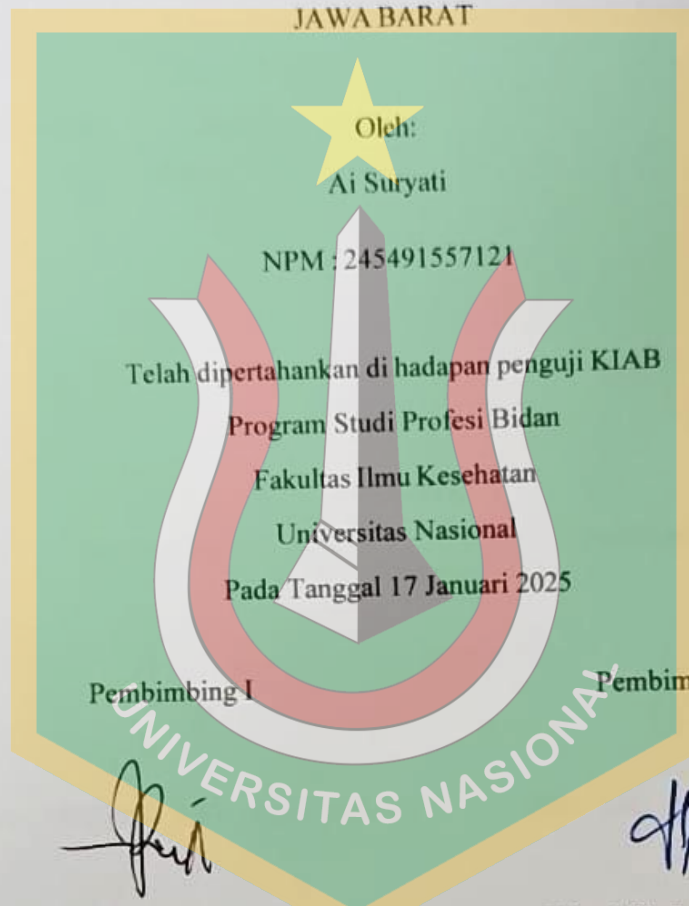 JAWA BARAT
Oleh:
Ai Suryati
NPM : 245491557121
Telah dipertahankan di hadapan penguji KIAB
Program Studi Profesi Bidan
Fakultas Ilmu Kesehatan
Universitas Nasional
Pada Tanggal 17 Januari 2025
Pembimbing I Pembim
UNIVERSITAS NASIONAL